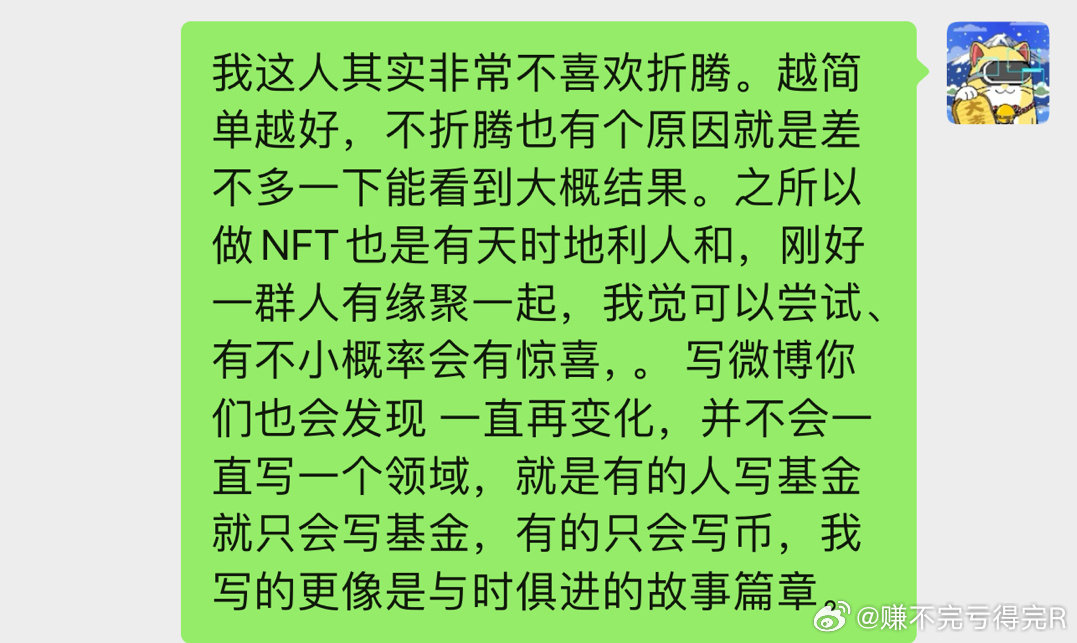 我这人其实非常不喜欢折腾。越简
单越好，不折腾也有个原因就是差
不多一下能看到大概结果。之所以
做NFT也是有天时地利人和，刚好
一群人有缘聚一起，我觉可以尝试、
有不小概率会有惊喜，。 写微博你
们也会发现 一直再变化，并不会一
直写一个领域，就是有的人写基金
就只会写基金，有的只会写币，我
写的更像是与时俱进的故事篇章。
@赚不完亏得完R